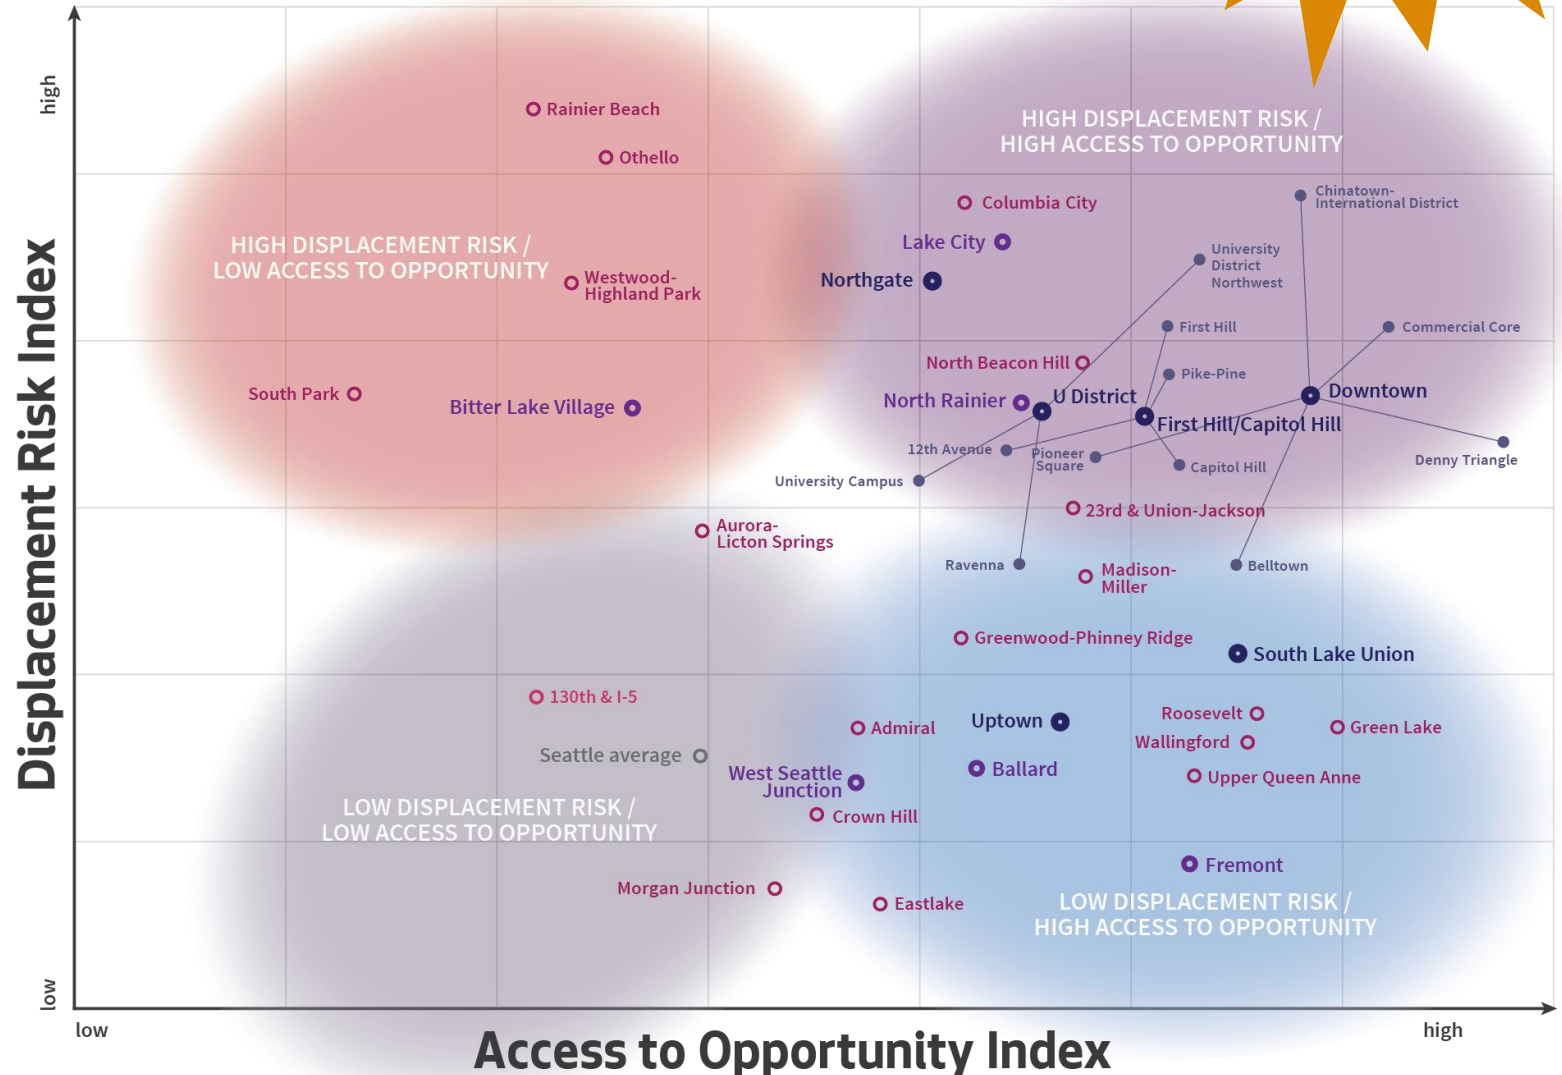 high
Rainier Beach
HIGH DISPLACEMENT RISK /
HIGH ACCESS TO OPPORTUNITY
Othello
Chinatown-
International District
Columbia City
HIGH DISPLACEMENT RISK /
LOW ACCESS TO OPPORTUNITY
Lake City
University
District
Northwest
Northgate
Westwood-
Highland Park
First Hill
Commercial Core
North Beacon Hill
Pike-Pine
South Park
Bitter Lake Village
North Rainier
U District
Downtown
First Hill/Capitol Hill
12th Avenue
Pioneer
Square
Capitol Hill
Denny Triangle
University Campus
Displacement Risk Index
23rd & Union-Jackson
Aurora-
Licton Springs
Ravenna
Madison-
Miller
Belltown
Greenwood-Phinney Ridge
South Lake Union
130th & I-5
Admiral
Uptown
Roosevelt
Green Lake
Wallingford
Seattle average
West Seattle
Junction
Ballard
Upper Queen Anne
LOW DISPLACEMENT RISK /
LOW ACCESS TO OPPORTUNITY
Crown Hill
Fremont
Morgan Junction
Eastlake
LOW DISPLACEMENT RISK /
HIGH ACCESS TO OPPORTUNITY
low
low
high
Access to Opportunity Index